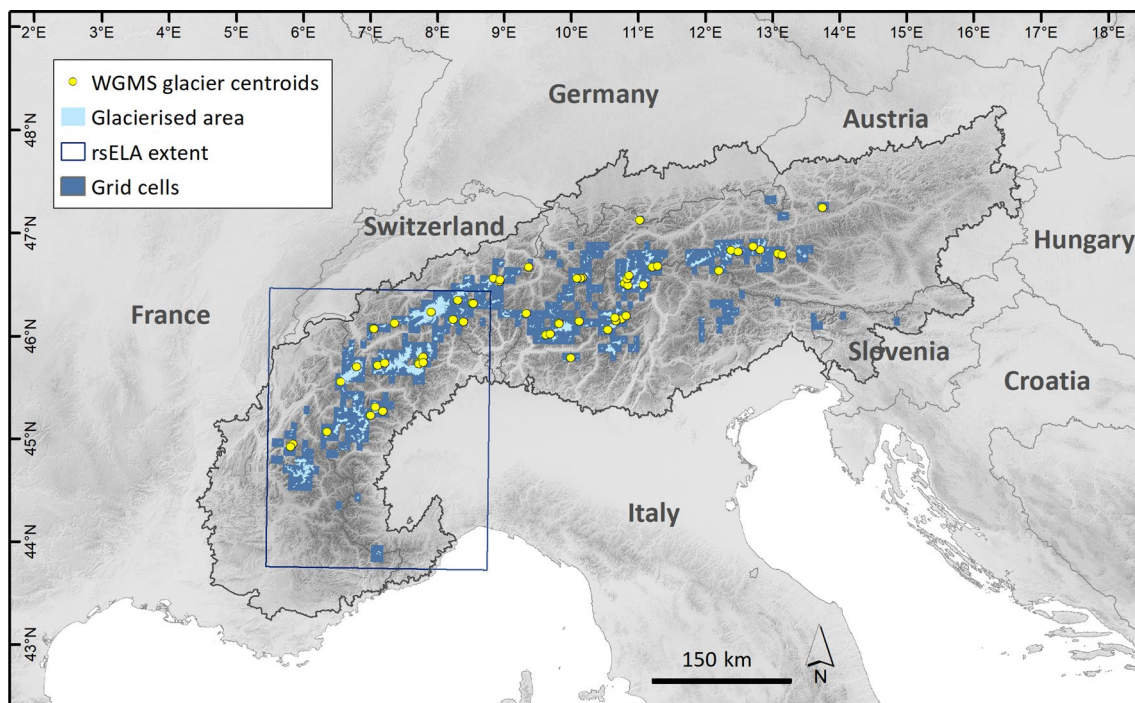 2°E 3°E 4°E 5°E 6°E 7°E 8°E 9°E 10°E 11°E 12°E 13°E 14°E 15°E 16°E 17°E 18°E
WGMS glacier centroids
Glacierised area
rsELA extent
Grid cells
Germany
Austria
48°N
47°N
Switzerland
Hungary
France
46°N
Slovenia
Croatia
45°N
Italy
44°N
43°N
150 km
N